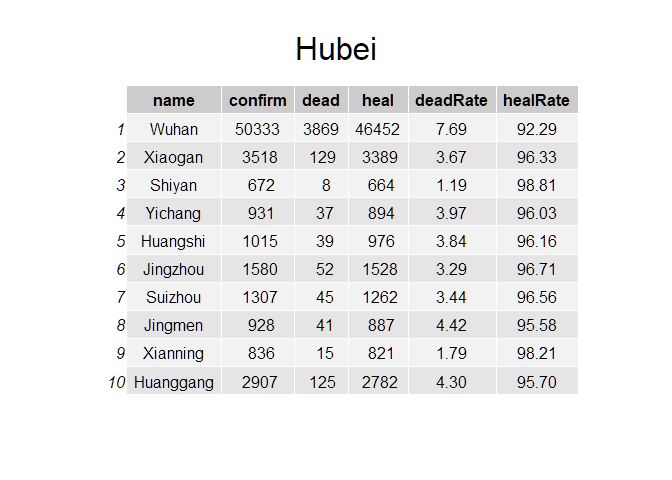 Hubei
name confirm dead heal deadRate healRate
1 Wuhan 50333 3869 46452 7.69 92.29
2 Xiaogan 3518 129 3389 3.67 96.33
3 Shiyan 672 8 664 1.19 98.81
4 Yichang 931 37 894 3.97 96.03
5 Huangshi 1015 39 976 3.84 96.16
6 Jingzhou 1580 52 1528 3.29 96.71
7 Suizhou 1307 45 1262 3.44 96.56
8 Jingmen 928 41 887 4.42 95.58
9 Xianning 836 15 821 1.79 98.21
10 Huanggang 2907 125 2782 4.30 95.70